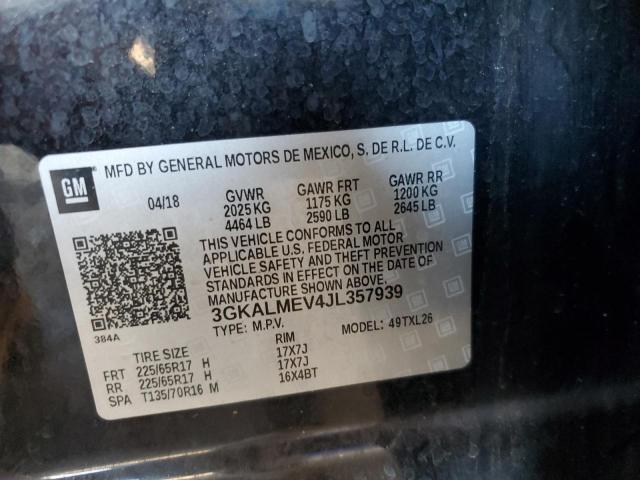 GM MFD BY GENERAL MOTORS DE MEXICO, S. DE R.L. DE C.V.
04/18 GVWR GAWR FRT GAWR RR
2025 KG 1175 KG 1200 KG
4464 LB 2590 LB 2645 LB
THIS VEHICLE CONFORMS TO ALL
APPLICABLE U.S. FEDERAL MOTOR
VEHICLE SAFETY AND THEFT PREVENTION
STANDARDS IN EFFECT ON THE DATE OF
MANUFACTURE SHOWN ABOVE.
3GKALMEV4JL357939
384A TYPE: M.P.V. MODEL: 49TXL26
TIRE SIZE RIM
FRT 225/65R17 H 17X7J
RR 225/65R17 H 17X7J
SPA T135/70R16 M 16X4BT